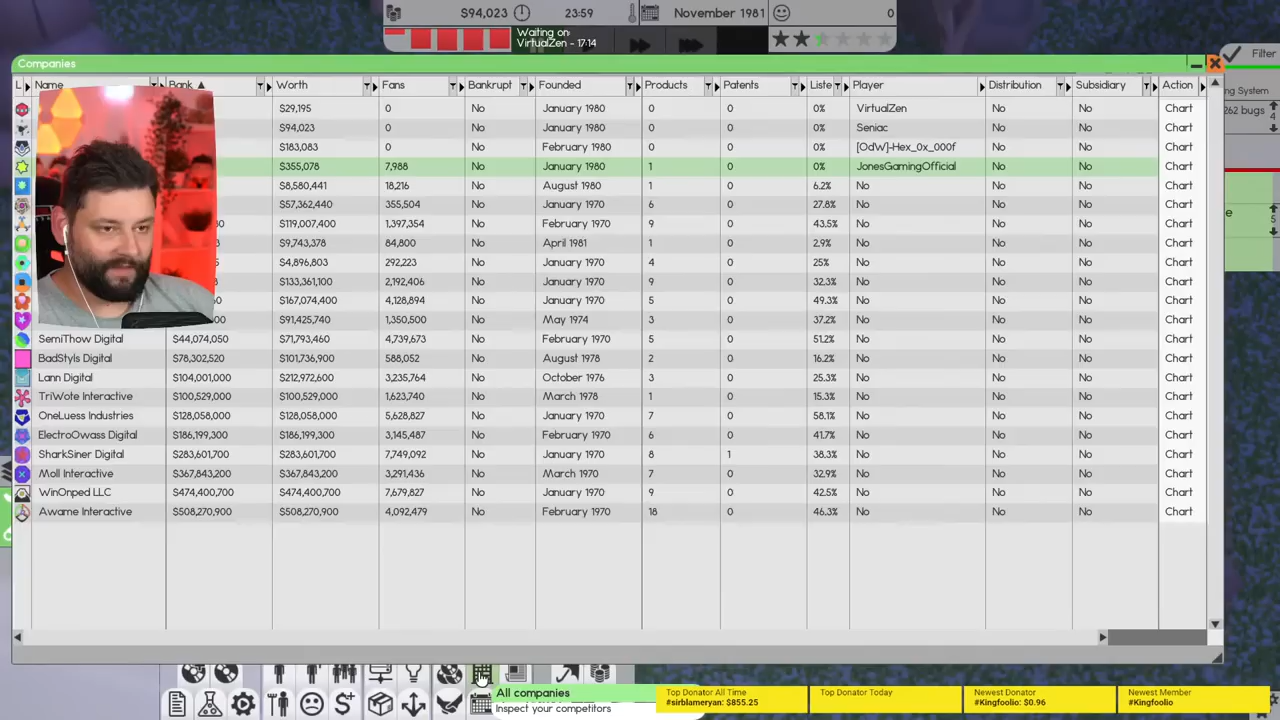 $94,023 23:59 November 1981 0
Waiting on:
VirtualZen - 17:14
Companies
Filter
L Name Bank Worth Fans Bankrupt Founded Products Patents Liste Player Distribution Subsidiary Action
$29,195 0 No January 1980 0 0 0% VirtualZen No No Chart
$94,023 0 No January 1980 0 0 0% Seniac No No Chart
$183,083 0 No February 1980 0 0 0% [OdW]-Hex_0x_000f No No Chart
$355,078 7,988 No January 1980 1 0 0% JonesGamingOfficial No No Chart
$8,580,441 18,216 No August 1980 1 0 6.2% No No No Chart
$57,362,440 355,504 No January 1970 6 0 27.8% No No No Chart
$119,007,400 1,397,354 No February 1970 9 0 43.5% No No No Chart
$9,743,378 84,800 No April 1981 1 0 2.9% No No No Chart
$4,896,803 292,223 No January 1970 4 0 25% No No No Chart
$133,361,100 2,192,406 No January 1970 9 0 32.3% No No No Chart
$167,074,400 4,128,894 No January 1970 5 0 49.3% No No No Chart
$91,425,740 1,350,500 No May 1974 3 0 37.2% No No No Chart
SemiThow Digital $44,074,050 $71,793,460 4,739,673 No February 1970 5 0 51.2% No No No Chart
BadStyls Digital $78,302,520 $101,736,900 588,052 No August 1978 2 0 16.2% No No No Chart
Lann Digital $104,001,000 $212,972,600 3,235,764 No October 1976 3 0 25.3% No No No Chart
TriWote Interactive $100,529,000 $100,529,000 1,623,740 No March 1978 1 0 15.3% No No No Chart
OneLuess Industries $128,058,000 $128,058,000 5,628,827 No January 1970 7 0 58.1% No No No Chart
ElectroOwass Digital $186,199,300 $186,199,300 3,145,487 No February 1970 6 0 41.7% No No No Chart
SharkSiner Digital $283,601,700 $283,601,700 7,749,092 No January 1970 8 1 38.3% No No No Chart
Moll Interactive $367,843,200 $367,843,200 3,291,436 No March 1970 7 0 32.9% No No No Chart
WinOnped LLC $474,400,700 $474,400,700 7,679,827 No January 1970 9 0 42.5% No No No Chart
Awame Interactive $508,270,900 $508,270,900 4,092,479 No February 1970 18 0 46.3% No No No Chart
ng System
262 bugs
All companies
Inspect your competitors
Top Donator All Time
#sirblameryan: $855.25
Top Donator Today
Newest Donator
#Kingfoolio: $0.96
Newest Member
#Kingfoolio